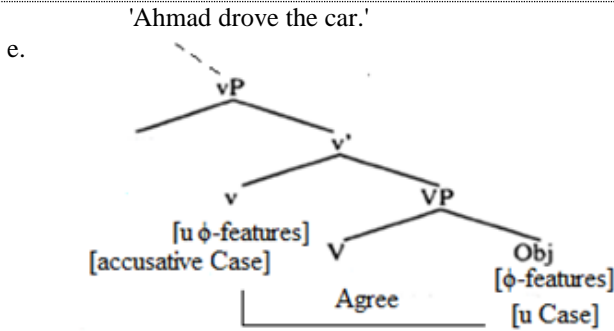 'Ahmad drove the car.'
e.
vP
v'
v
VP
[u ϕ-features]
[accusative Case]
V
Obj
[ϕ-features]
[u Case]
Agree